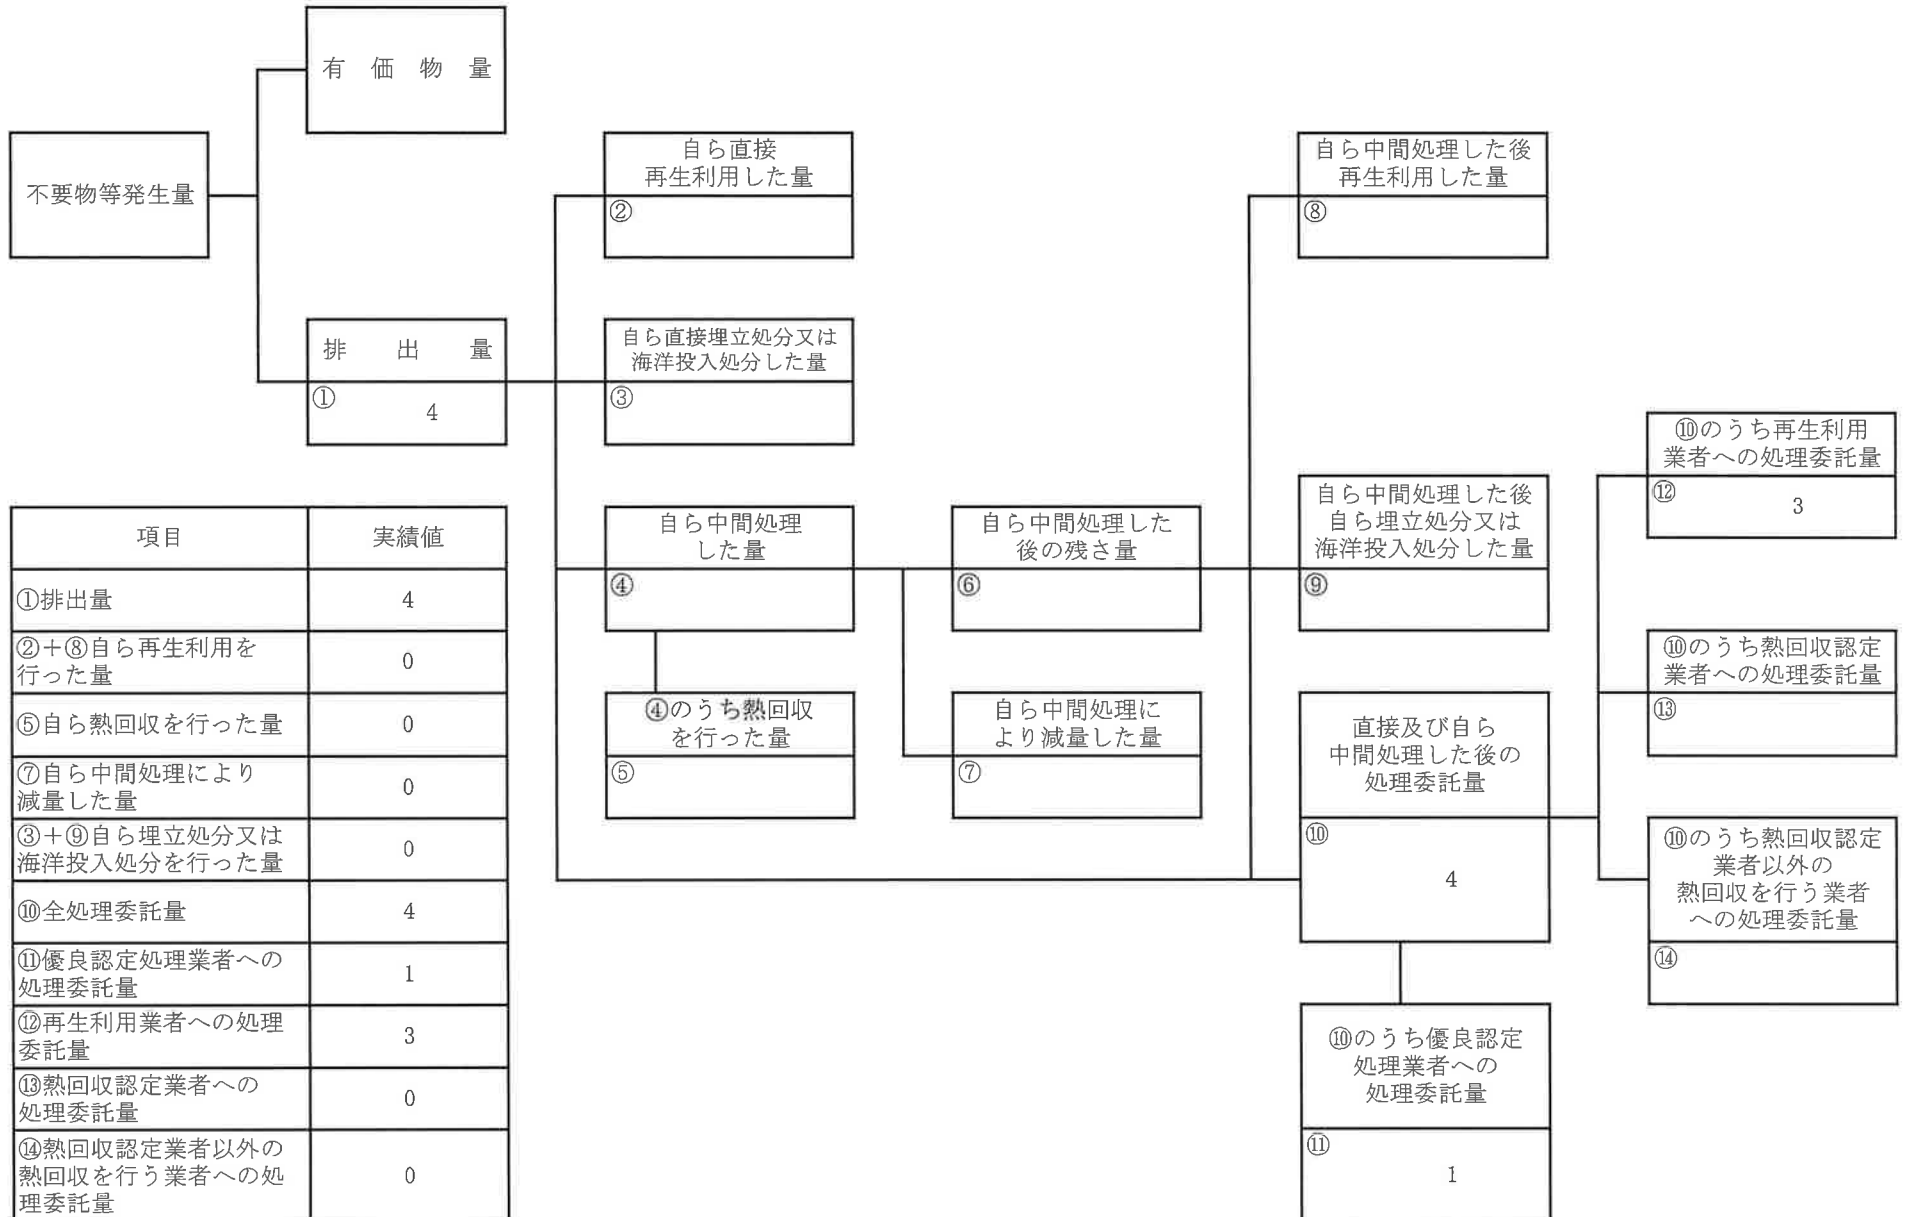 有価物量
不要物等発生量
排出量
①
4
自ら直接
再生利用した量
②
自ら直接埋立処分又は
海洋投入処分した量
③
自ら中間処理
した量
④
④のうち熱回収
を行った量
⑤
自ら中間処理した
後の残さ量
⑥
自ら中間処理に
より減量した量
⑦
自ら中間処理した後
再生利用した量
⑧
自ら中間処理した後
自ら埋立処分又は
海洋投入処分した量
⑨
直接及び自ら
中間処理した後の
処理委託量
⑩
4
⑩のうち優良認定
処理業者への
処理委託量
⑪
1
⑩のうち再生利用
業者への処理委託量
⑫
3
⑩のうち熱回収認定
業者への処理委託量
⑬
⑩のうち熱回収認定
業者以外の
熱回収を行う業者
への処理委託量
⑭
項目 実績値
①排出量 4
②+⑧自ら再生利用を
行った量 0
⑤自ら熱回収を行った量 0
⑦自ら中間処理により
減量した量 0
③+⑨自ら埋立処分又は
海洋投入処分を行った量 0
⑩全処理委託量 4
⑪優良認定処理業者への
処理委託量 1
⑫再生利用業者への処理
委託量 3
⑬熱回収認定業者への
処理委託量 0
⑭熱回収認定業者以外の
熱回収を行う業者への処
理委託量 0